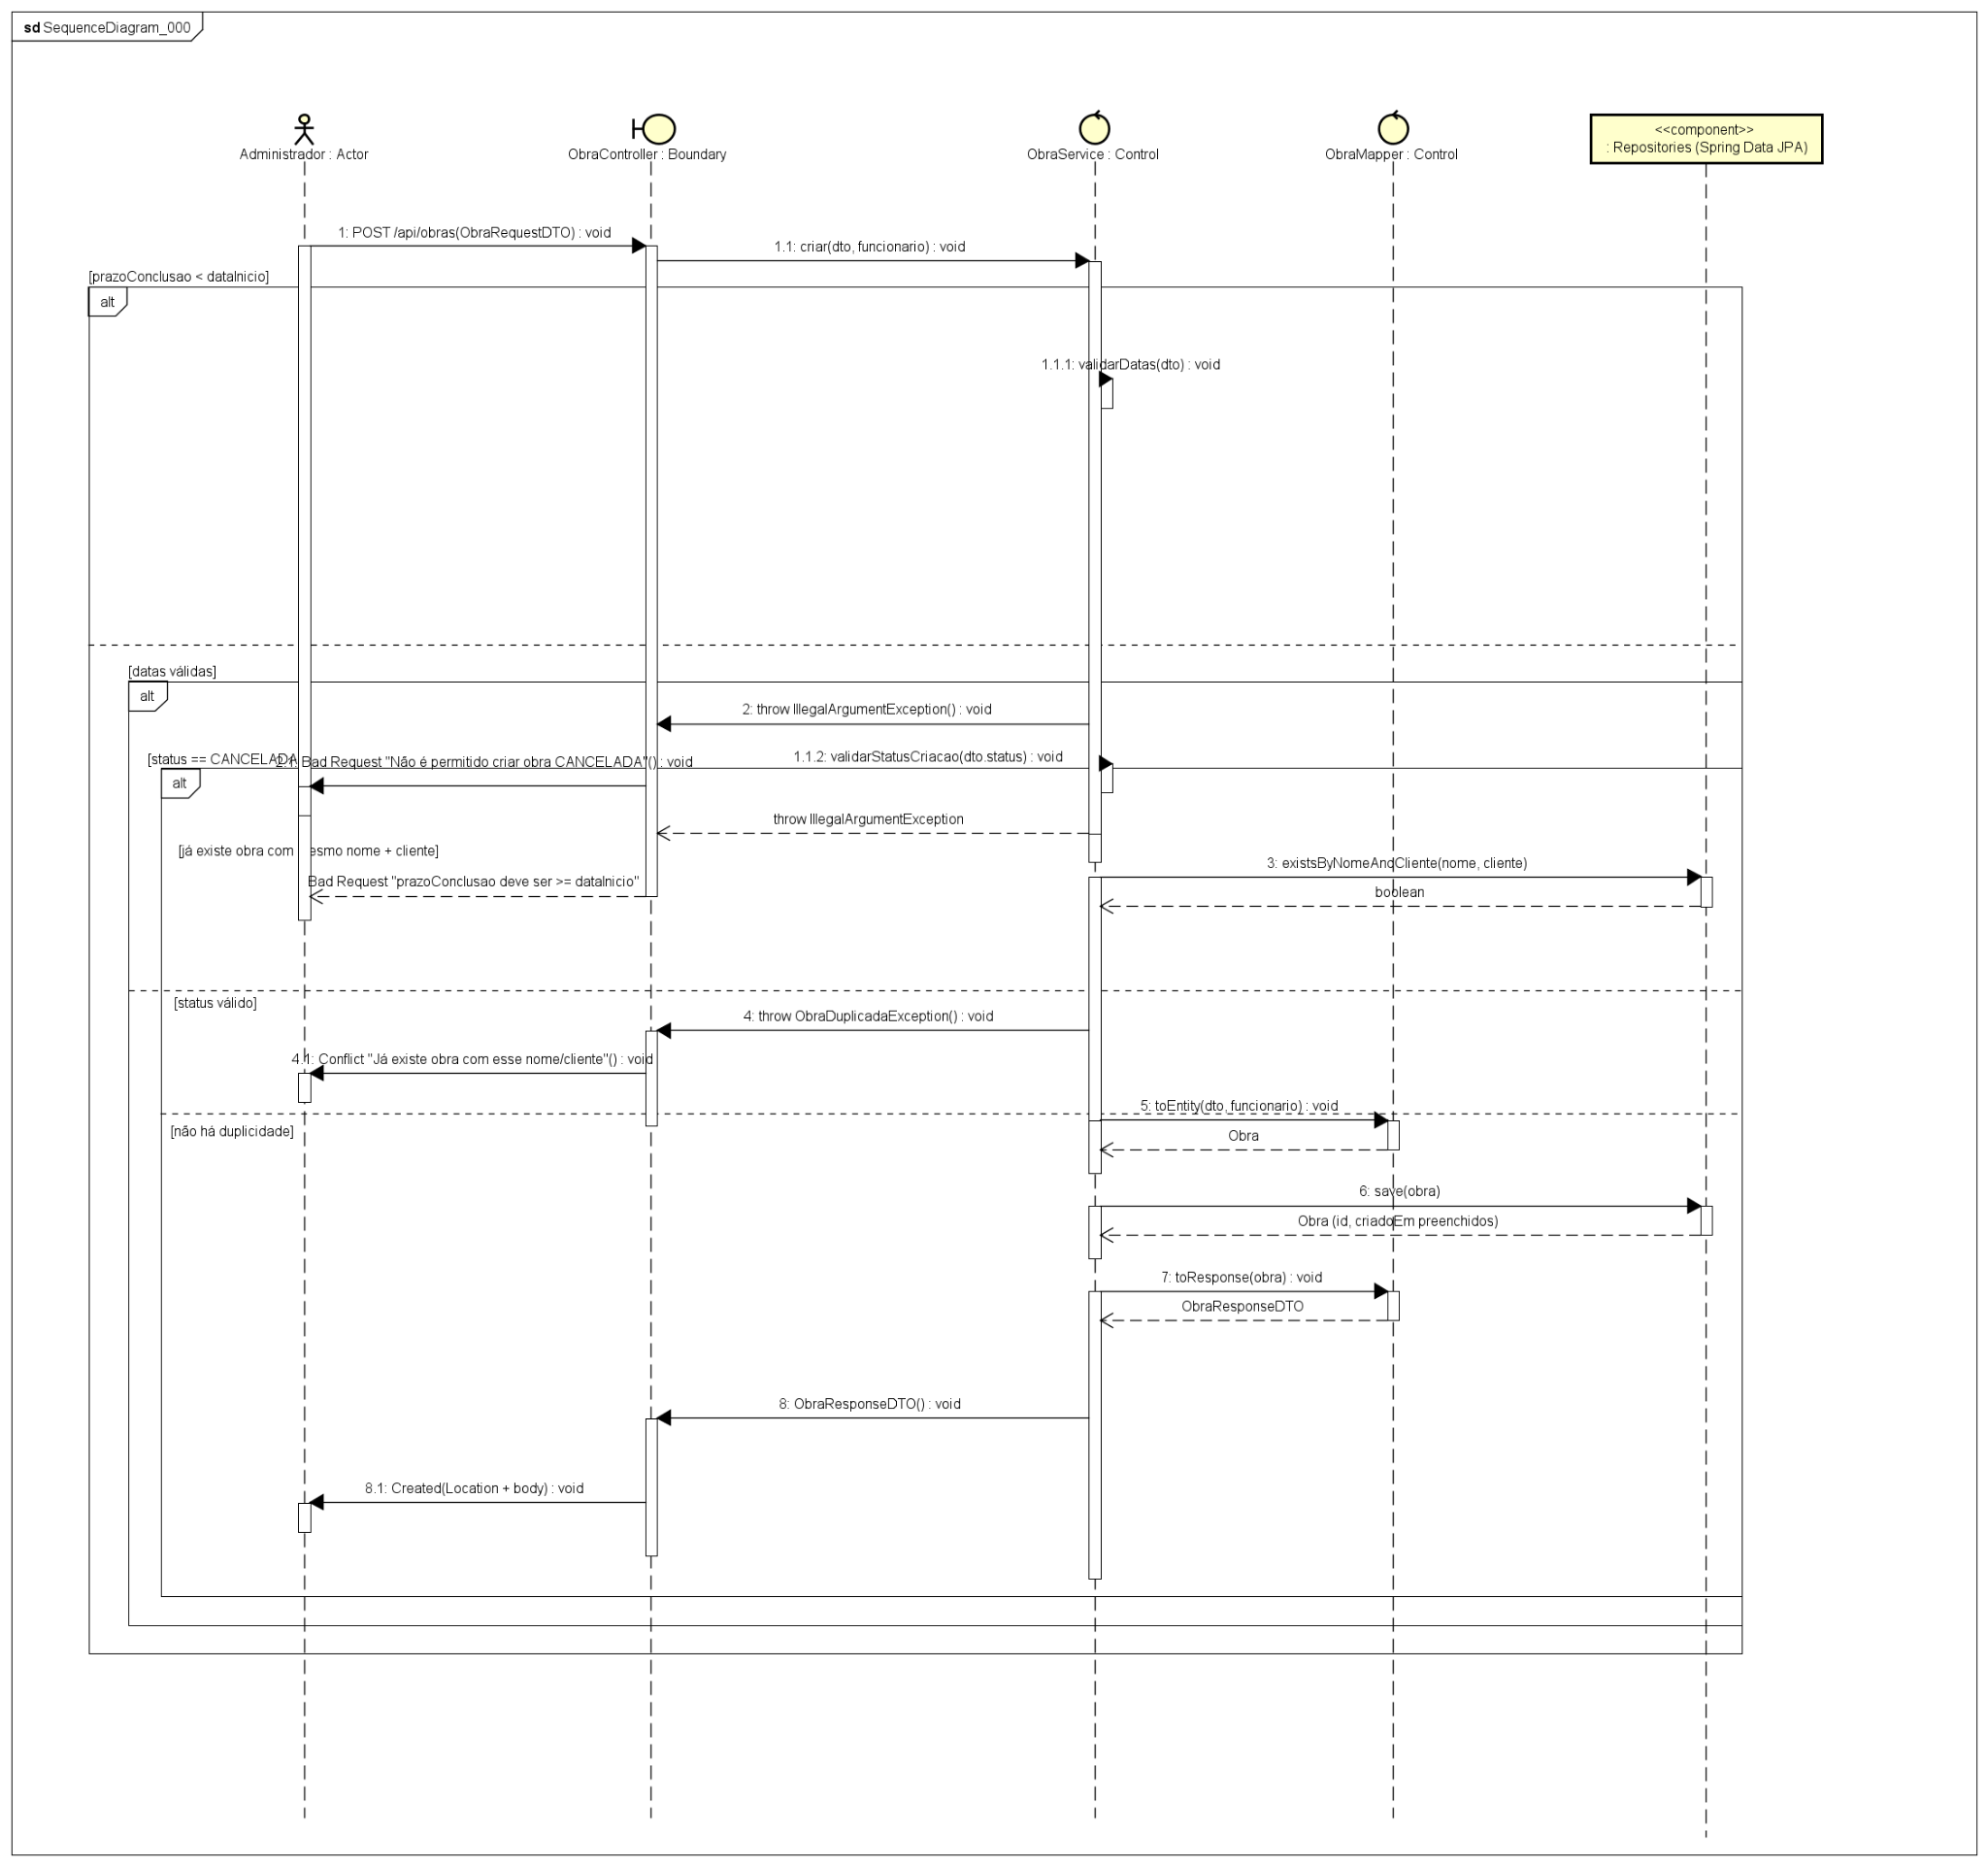 sd SequenceDiagram_000
Administrador : Actor
ObraController : Boundary
ObraService : Control
ObraMapper : Control
<<component>>
: Repositories (Spring Data JPA)
1: POST /api/obras(ObraRequestDTO) : void
1.1: criar(dto, funcionario) : void
[prazoConclusao < dataInicio]
alt
1.1.1: validarDatas(dto) : void
[datas válidas]
alt
2: throw IllegalArgumentException() : void
[status == CANCELADA
2.1: Bad Request "Não é permitido criar obra CANCELADA"() : void
1.1.2: validarStatusCriacao(dto.status) : void
alt
throw IllegalArgumentException
[já existe obra com mesmo nome + cliente]
3: existsByNomeAndCliente(nome, cliente)
Bad Request "prazoConclusao deve ser >= dataInicio"
boolean
[status válido]
4: throw ObraDuplicadaException() : void
4.1: Conflict "Já existe obra com esse nome/cliente"() : void
5: toEntity(dto, funcionario) : void
[não há duplicidade]
Obra
6: save(obra)
Obra (id, criadoEm preenchidos)
7: toResponse(obra) : void
ObraResponseDTO
8: ObraResponseDTO() : void
8.1: Created(Location + body) : void